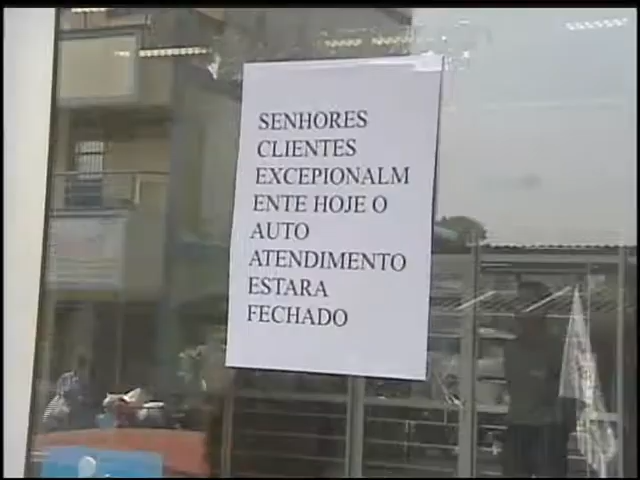 SENHORES
CLIENTES
EXCEPIONALM
ENTE HOJE O
AUTO
ATENDIMENTO
ESTARA
FECHADO